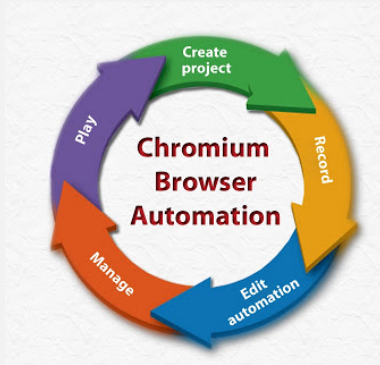 Create
project
Record
Edit
automation
Manage
Play
Chromium
Browser
Automation